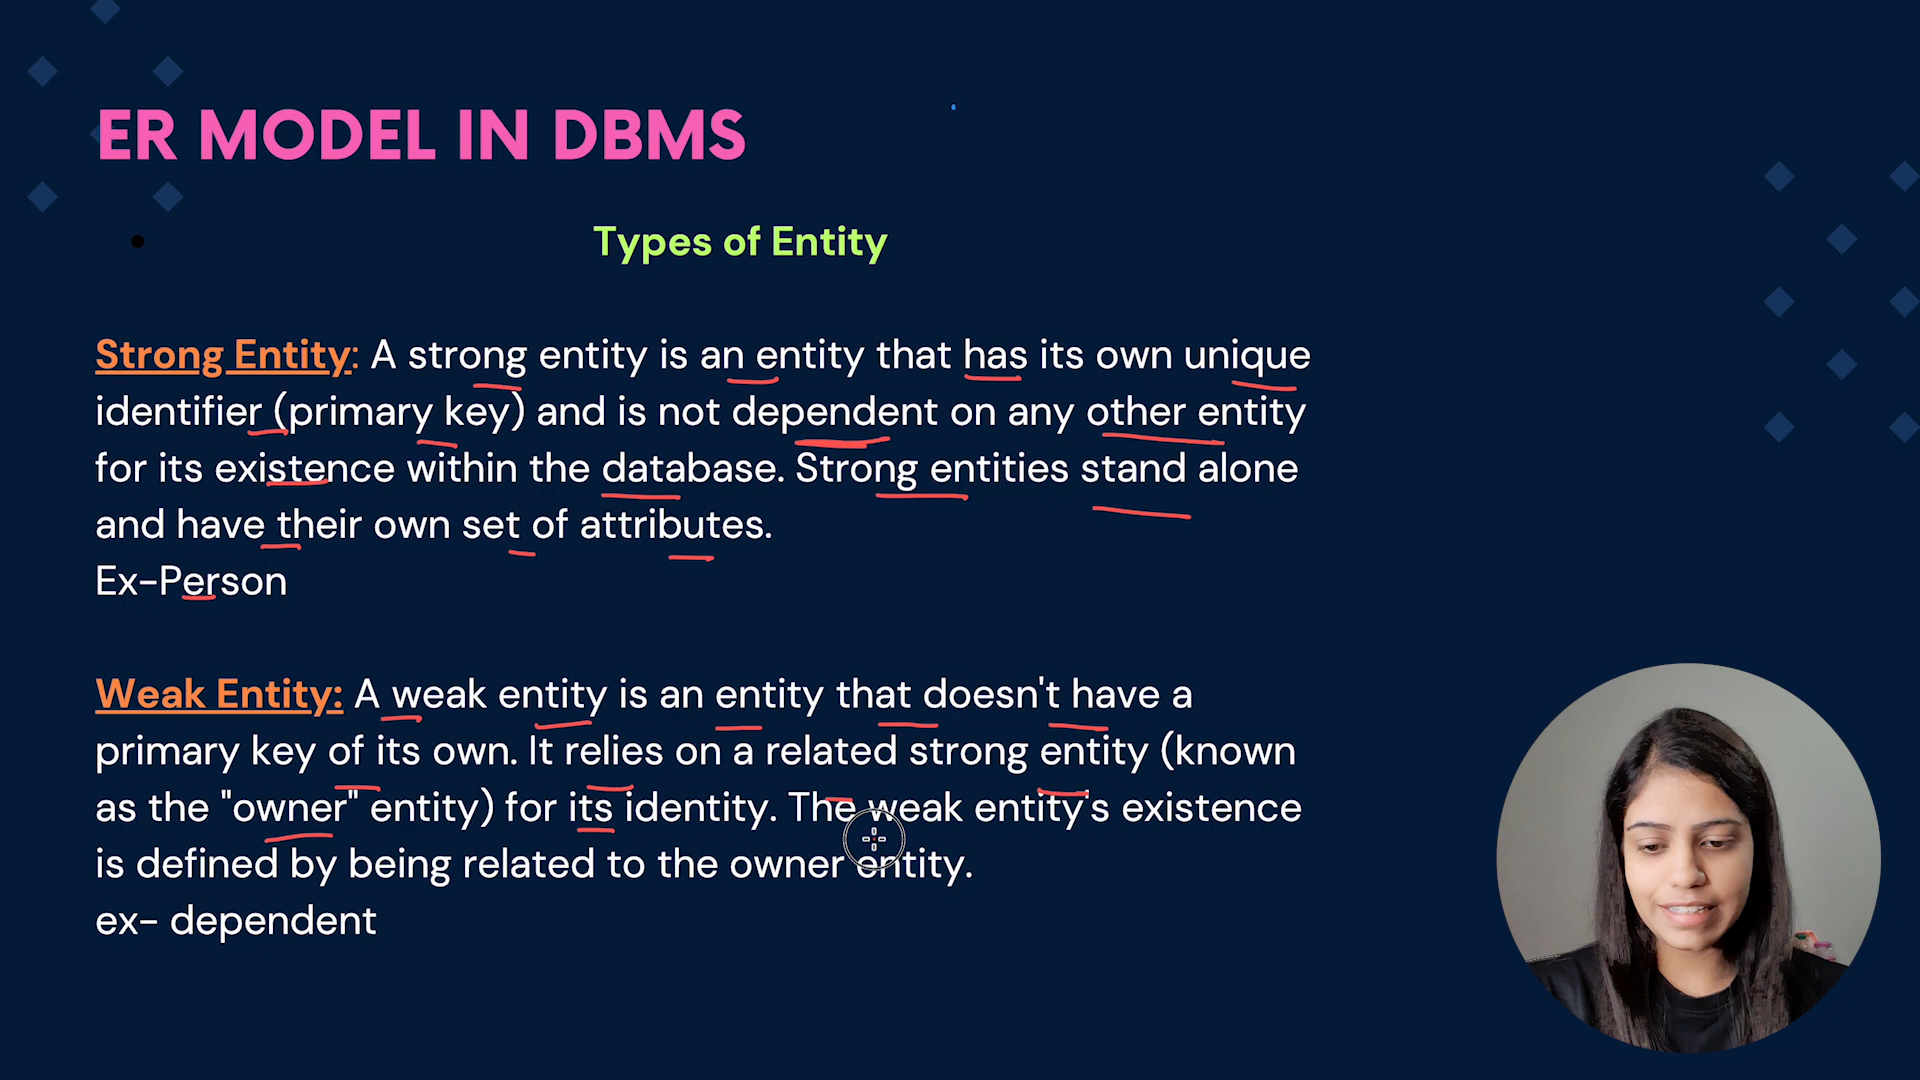 ER MODEL IN DBMS
Types of Entity
Strong Entity: A strong entity is an entity that has its own unique
identifier (primary key) and is not dependent on any other entity
for its existence within the database. Strong entities stand alone
and have their own set of attributes.
Ex-Person
Weak Entity: A weak entity is an entity that doesn't have a
primary key of its own. It relies on a related strong entity (known
as the "owner" entity) for its identity. The weak entity's existence
is defined by being related to the owner entity.
ex- dependent